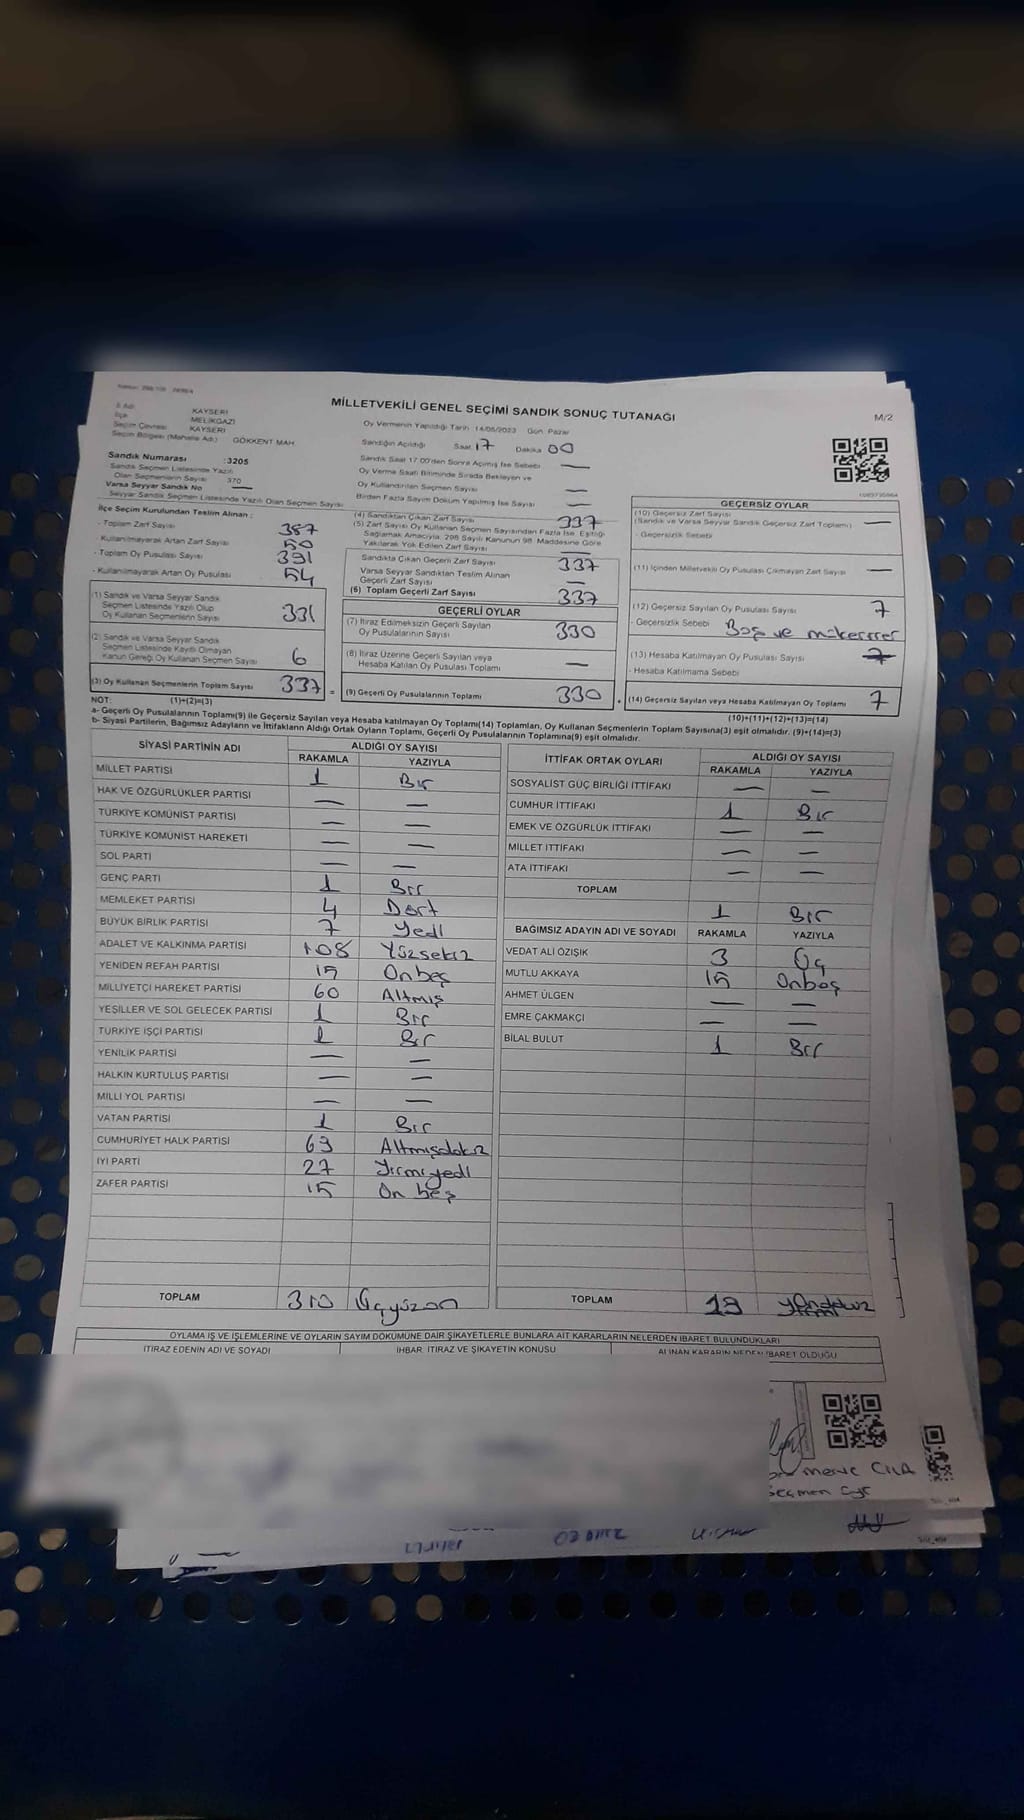 MİLLETVEKİLİ GENEL SEÇİMİ SANDIK SONUÇ TUTANAĞI
M/2
İl Adı KAYSERİ
İlçe MELİKGAZİ
Seçim Çevresi KAYSERİ
Seçim Bölgesi (Mahalle Adı) GÖKKENT MAH
Oy Vermenin Yapıldığı Tarih 14/05/2023 Gün Pazar
Sandığın Açıldığı Saat 17 Dakika 00
Sandık Numarası :3205
Sandık Seçmen Listesinde Yazılı
Olan Seçmenlerin Sayısı 370
Varsa Seyyar Sandık No —
Seyyar Sandık Seçmen Listesinde Yazılı Olan Seçmen Sayısı
Sandık Saat 17.00'den Sonra Açılmış İse Sebebi —
Oy Verme Saati Bitiminde Sırada Bekleyen ve
Oy Kullandırılan Seçmen Sayısı —
Birden Fazla Sayım Döküm Yapılmış İse Sayısı —
İlçe Seçim Kurulundan Teslim Alınan :
- Toplam Zarf Sayısı 387
- Kullanılmayarak Artan Zarf Sayısı 50
- Toplam Oy Pusulası Sayısı 391
- Kullanılmayarak Artan Oy Pusulası 54
(1) Sandık ve Varsa Seyyar Sandık
Seçmen Listesinde Yazılı Olup
Oy Kullanan Seçmenlerin Sayısı 331
(2) Sandık ve Varsa Seyyar Sandık
Seçmen Listesinde Kayıtlı Olmayan
Kanun Gereği Oy Kullanan Seçmen Sayısı 6
(3) Oy Kullanan Seçmenlerin Toplam Sayısı 337
(4) Sandıktan Çıkan Zarf Sayısı 337
(5) Zarf Sayısı Oy Kullanan Seçmen Sayısından Fazla İse, Eşitliği
Sağlamak Amacıyla, 298 Sayılı Kanunun 98. Maddesine Göre
Yakılarak Yok Edilen Zarf Sayısı —
Sandıkta Çıkan Geçerli Zarf Sayısı 337
Varsa Seyyar Sandıktan Teslim Alınan
Geçerli Zarf Sayısı —
(6) Toplam Geçerli Zarf Sayısı 337
GEÇERLİ OYLAR
(7) İtiraz Edilmeksizin Geçerli Sayılan
Oy Pusulalarının Sayısı 330
(8) İtiraz Üzerine Geçerli Sayılan veya
Hesaba Katılan Oy Pusulası Toplamı —
= (9) Geçerli Oy Pusulalarının Toplamı 330
GEÇERSİZ OYLAR
(10) Geçersiz Zarf Sayısı
(Sandık ve Varsa Seyyar Sandık Geçersiz Zarf Toplamı) —
- Geçersizlik Sebebi
(11) İçinden Milletvekili Oy Pusulası Çıkmayan Zarf Sayısı —
(12) Geçersiz Sayılan Oy Pusulası Sayısı 7
- Geçersizlik Sebebi Boş ve mükerrer
(13) Hesaba Katılmayan Oy Pusulası Sayısı
- Hesaba Katılmama Sebebi
+ (14) Geçersiz Sayılan veya Hesaba Katılmayan Oy Toplamı 7
NOT: (1)+(2)=(3)
(10)+(11)+(12)+(13)=(14)
a- Geçerli Oy Pusulalarının Toplamı(9) ile Geçersiz Sayılan veya Hesaba katılmayan Oy Toplamı(14) Toplamları, Oy Kullanan Seçmenlerin Toplam Sayısına(3) eşit olmalıdır. (9)+(14)=(3)
b- Siyasi Partilerin, Bağımsız Adayların ve İttifakların Aldığı Ortak Oyların Toplamı, Geçerli Oy Pusulalarının Toplamına(9) eşit olmalıdır.
SİYASİ PARTİNİN ADI ALDIĞI OY SAYISI
RAKAMLA YAZIYLA
MİLLET PARTİSİ 1 Bir
HAK VE ÖZGÜRLÜKLER PARTİSİ — —
TÜRKİYE KOMÜNİST PARTİSİ — —
TÜRKİYE KOMÜNİST HAREKETİ — —
SOL PARTİ — —
GENÇ PARTİ 1 Bir
MEMLEKET PARTİSİ 4 Dört
BÜYÜK BİRLİK PARTİSİ 7 Yedi
ADALET VE KALKINMA PARTİSİ 108 Yüzsekiz
YENİDEN REFAH PARTİSİ 15 Onbeş
MİLLİYETÇİ HAREKET PARTİSİ 60 Altmış
YEŞİLLER VE SOL GELECEK PARTİSİ 1 Bir
TÜRKİYE İŞÇİ PARTİSİ 1 Bir
YENİLİK PARTİSİ — —
HALKIN KURTULUŞ PARTİSİ — —
MİLLİ YOL PARTİSİ — —
VATAN PARTİSİ 1 Bir
CUMHURİYET HALK PARTİSİ 69 Altmışdokuz
İYİ PARTİ 27 Yirmiyedi
ZAFER PARTİSİ 15 On beş
TOPLAM 310 Üçyüzon
İTTİFAK ORTAK OYLARI ALDIĞI OY SAYISI
RAKAMLA YAZIYLA
SOSYALİST GÜÇ BİRLİĞİ İTTİFAKI — —
CUMHUR İTTİFAKI 1 Bir
EMEK VE ÖZGÜRLÜK İTTİFAKI — —
MİLLET İTTİFAKI — —
ATA İTTİFAKI — —
TOPLAM
1 Bir
BAĞIMSIZ ADAYIN ADI VE SOYADI RAKAMLA YAZIYLA
VEDAT ALİ ÖZIŞIK 3 Üç
MUTLU AKKAYA 15 Onbeş
AHMET ÜLGEN — —
EMRE ÇAKMAKÇI — —
BİLAL BULUT 1 Bir
TOPLAM 19
OYLAMA İŞ VE İŞLEMLERİNE VE OYLARIN SAYIM DÖKÜMÜNE DAİR ŞİKAYETLERLE BUNLARA AİT KARARLARIN NELERDEN İBARET BULUNDUKLARI
İTİRAZ EDENİN ADI VE SOYADI İHBAR, İTİRAZ VE ŞİKAYETİN KONUSU ALINAN KARARIN NEDEN İBARET OLDUĞU